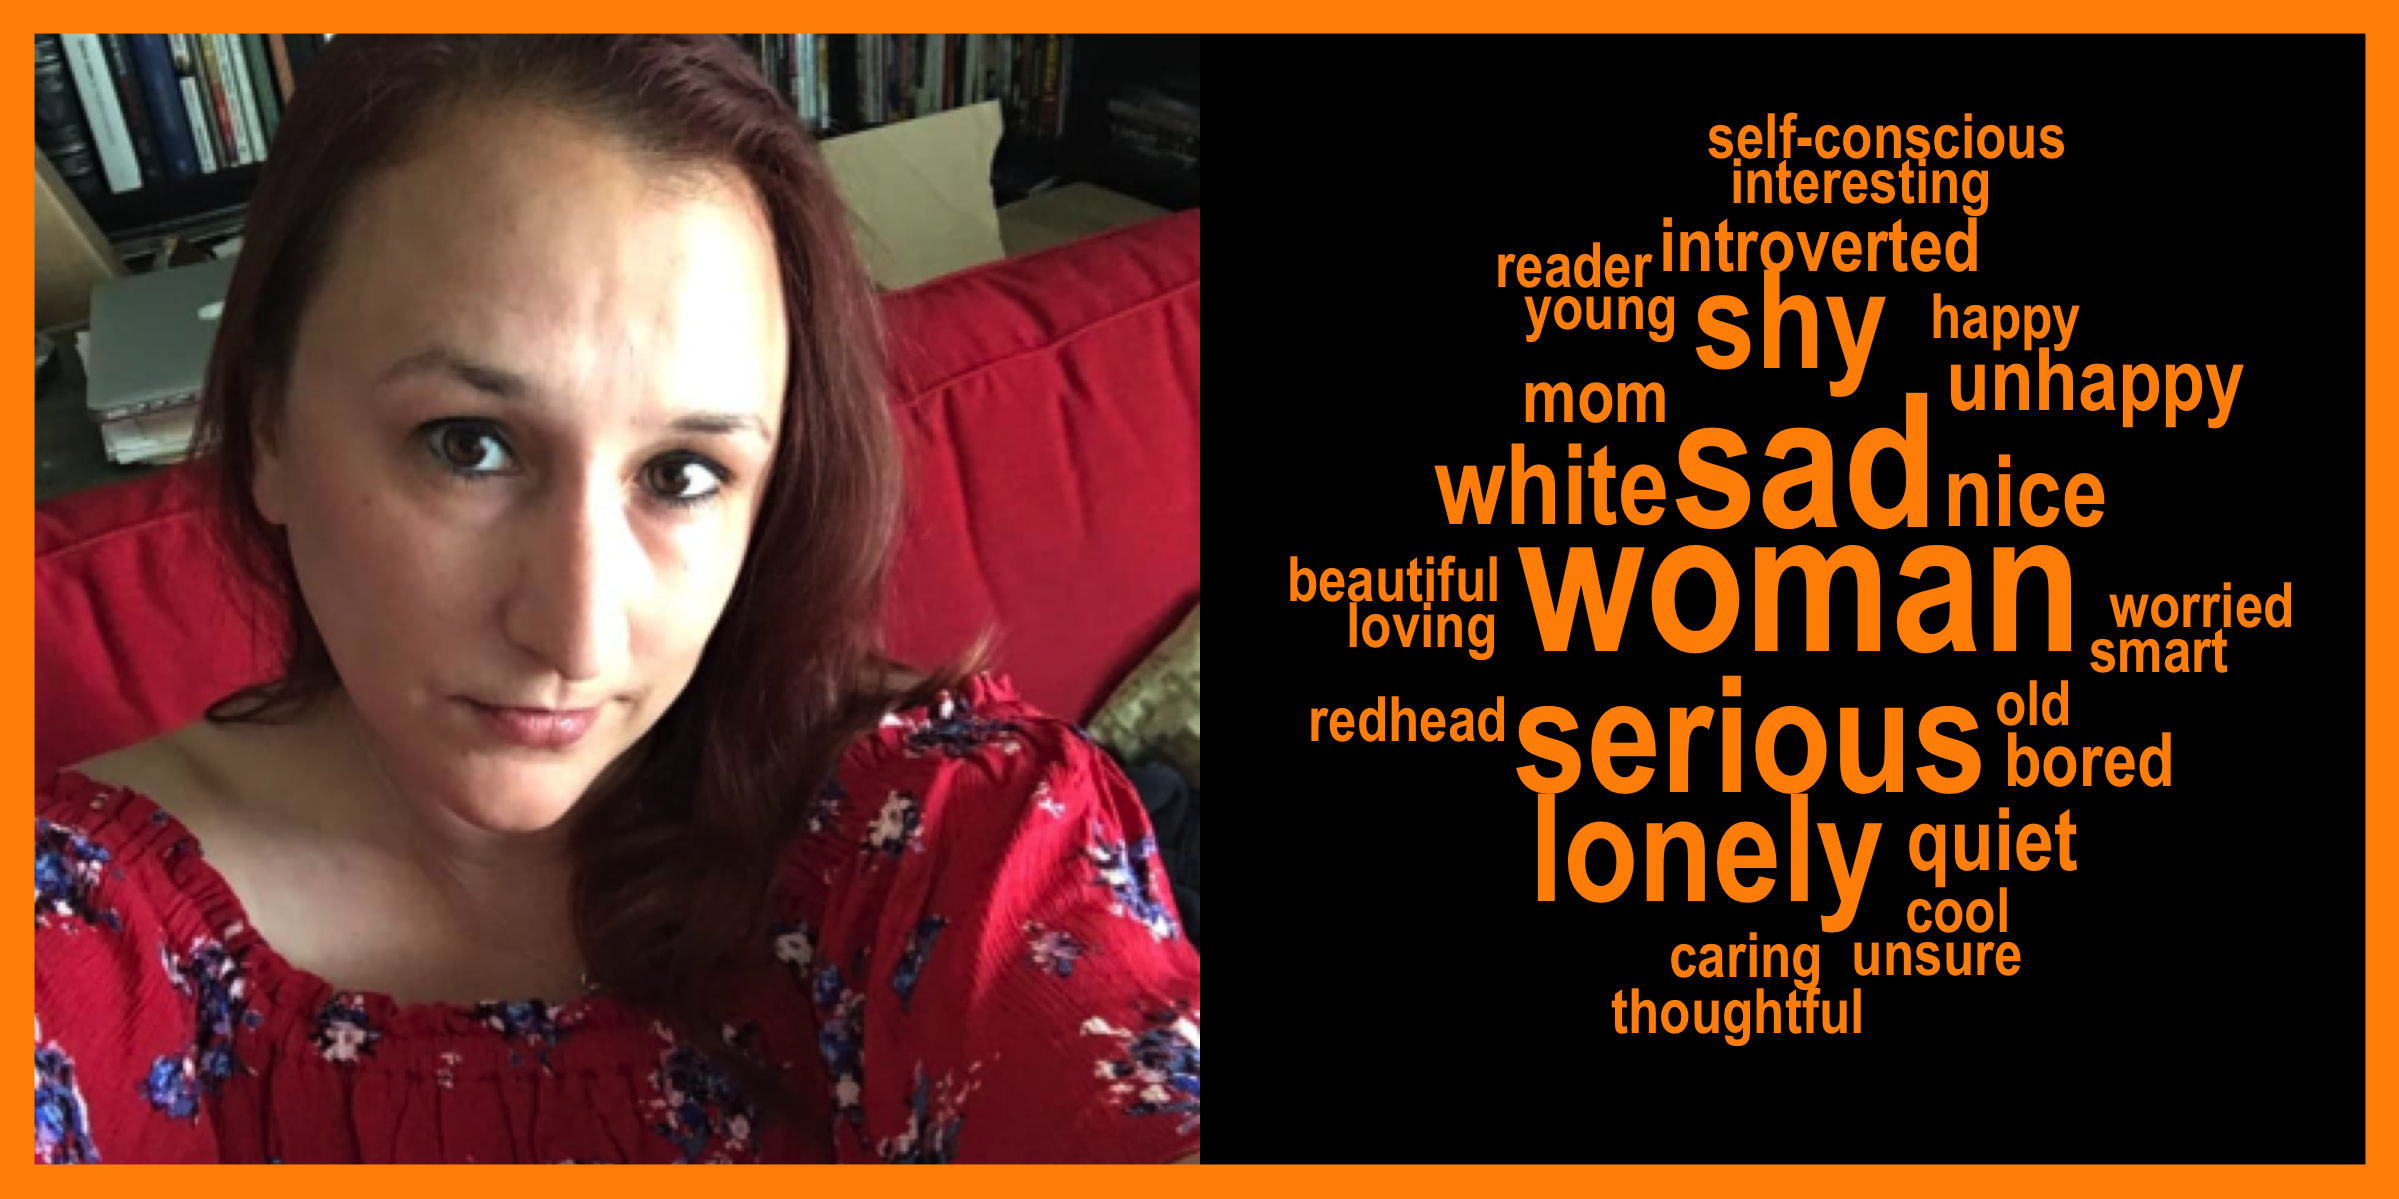 self-conscious
interesting
reader introverted
young shy happy
mom unhappy
white sad nice
beautiful woman worried
loving smart
redhead serious old
bored
lonely quiet
cool
caring unsure
thoughtful